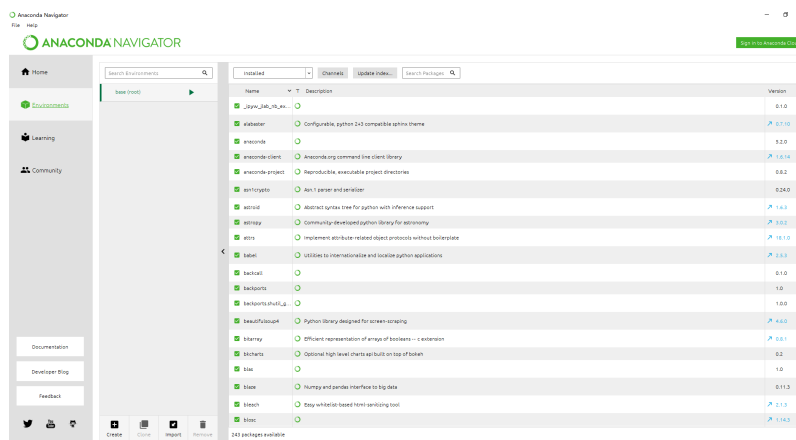 Anaconda Navigator
File Help
ANACONDA NAVIGATOR
Sign in to Anaconda Clou
Home
Environments
Learning
Community
Documentation
Developer Blog
Feedback
You Tube
Search Environments
base (root)
Create Clone Import Remove
Installed Channels Update index... Search Packages
Name T Description Version
_ipyw_jlab_nb_ex... 0.1.0
alabaster Configurable, python 2+3 compatible sphinx theme 0.7.10
anaconda 5.2.0
anaconda-client Anaconda.org command line client library 1.6.14
anaconda-project Reproducible, executable project directories 0.8.2
asn1crypto Asn.1 parser and serializer 0.24.0
astroid Abstract syntax tree for python with inference support 1.6.3
astropy Community-developed python library for astronomy 3.0.2
attrs Implement attribute-related object protocols without boilerplate 18.1.0
babel Utilities to internationalize and localize python applications 2.5.3
backcall 0.1.0
backports 1.0
backports.shutil_g... 1.0.0
beautifulsoup4 Python library designed for screen-scraping 4.6.0
bitarray Efficient representation of arrays of booleans -- c extension 0.8.1
bkcharts Optional high level charts api built on top of bokeh 0.2
blas 1.0
blaze Numpy and pandas interface to big data 0.11.3
bleach Easy whitelist-based html-sanitizing tool 2.1.3
blosc 1.14.3
243 packages available